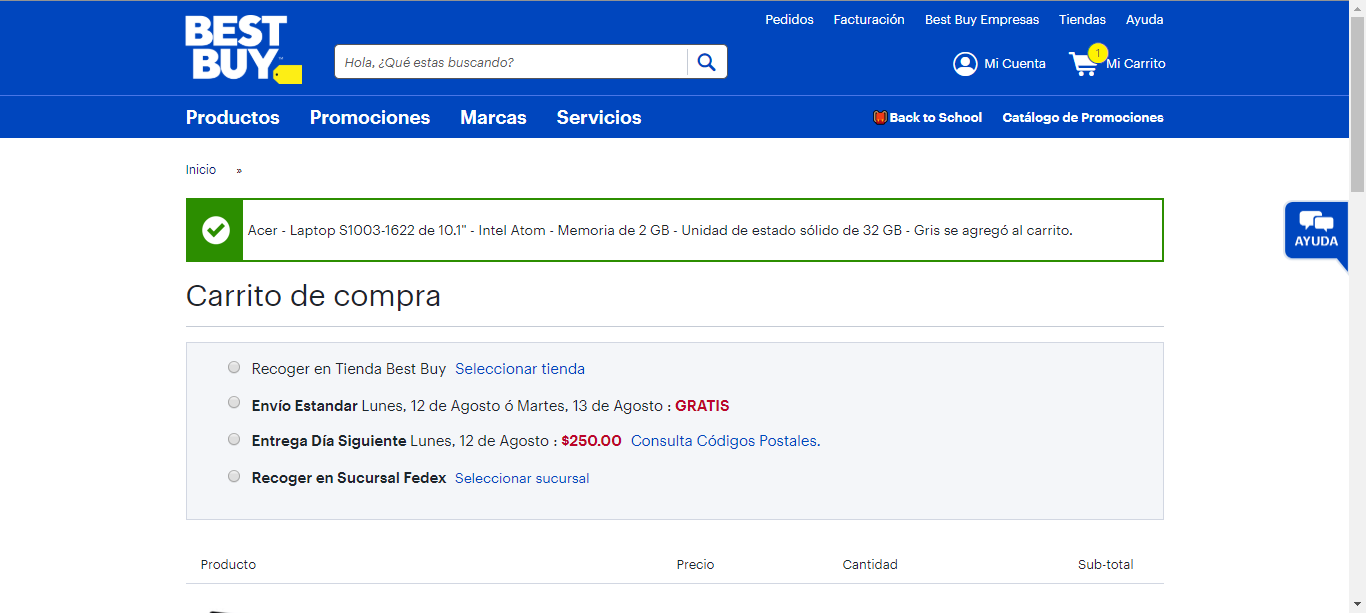 BEST
BUY
Pedidos Facturación Best Buy Empresas Tiendas Ayuda
Hola, ¿Qué estas buscando?
Mi Cuenta
1
Mi Carrito
Productos Promociones Marcas Servicios
Back to School Catálogo de Promociones
Inicio »
Acer - Laptop S1003-1622 de 10.1" - Intel Atom - Memoria de 2 GB - Unidad de estado sólido de 32 GB - Gris se agregó al carrito.
AYUDA
Carrito de compra
Recoger en Tienda Best Buy Seleccionar tienda
Envío Estandar Lunes, 12 de Agosto ó Martes, 13 de Agosto : GRATIS
Entrega Día Siguiente Lunes, 12 de Agosto : $250.00 Consulta Códigos Postales.
Recoger en Sucursal Fedex Seleccionar sucursal
Producto Precio Cantidad Sub-total